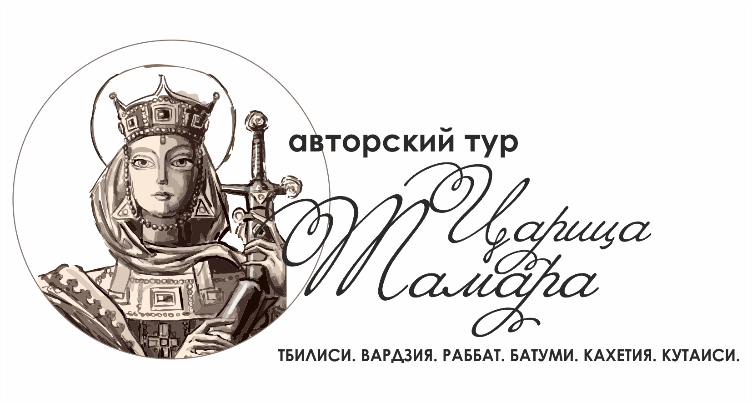 авторский тур
Царица
Тамара
ТБИЛИСИ. ВАРДЗИЯ. РАББАТ. БАТУМИ. КАХЕТИЯ. КУТАИСИ.